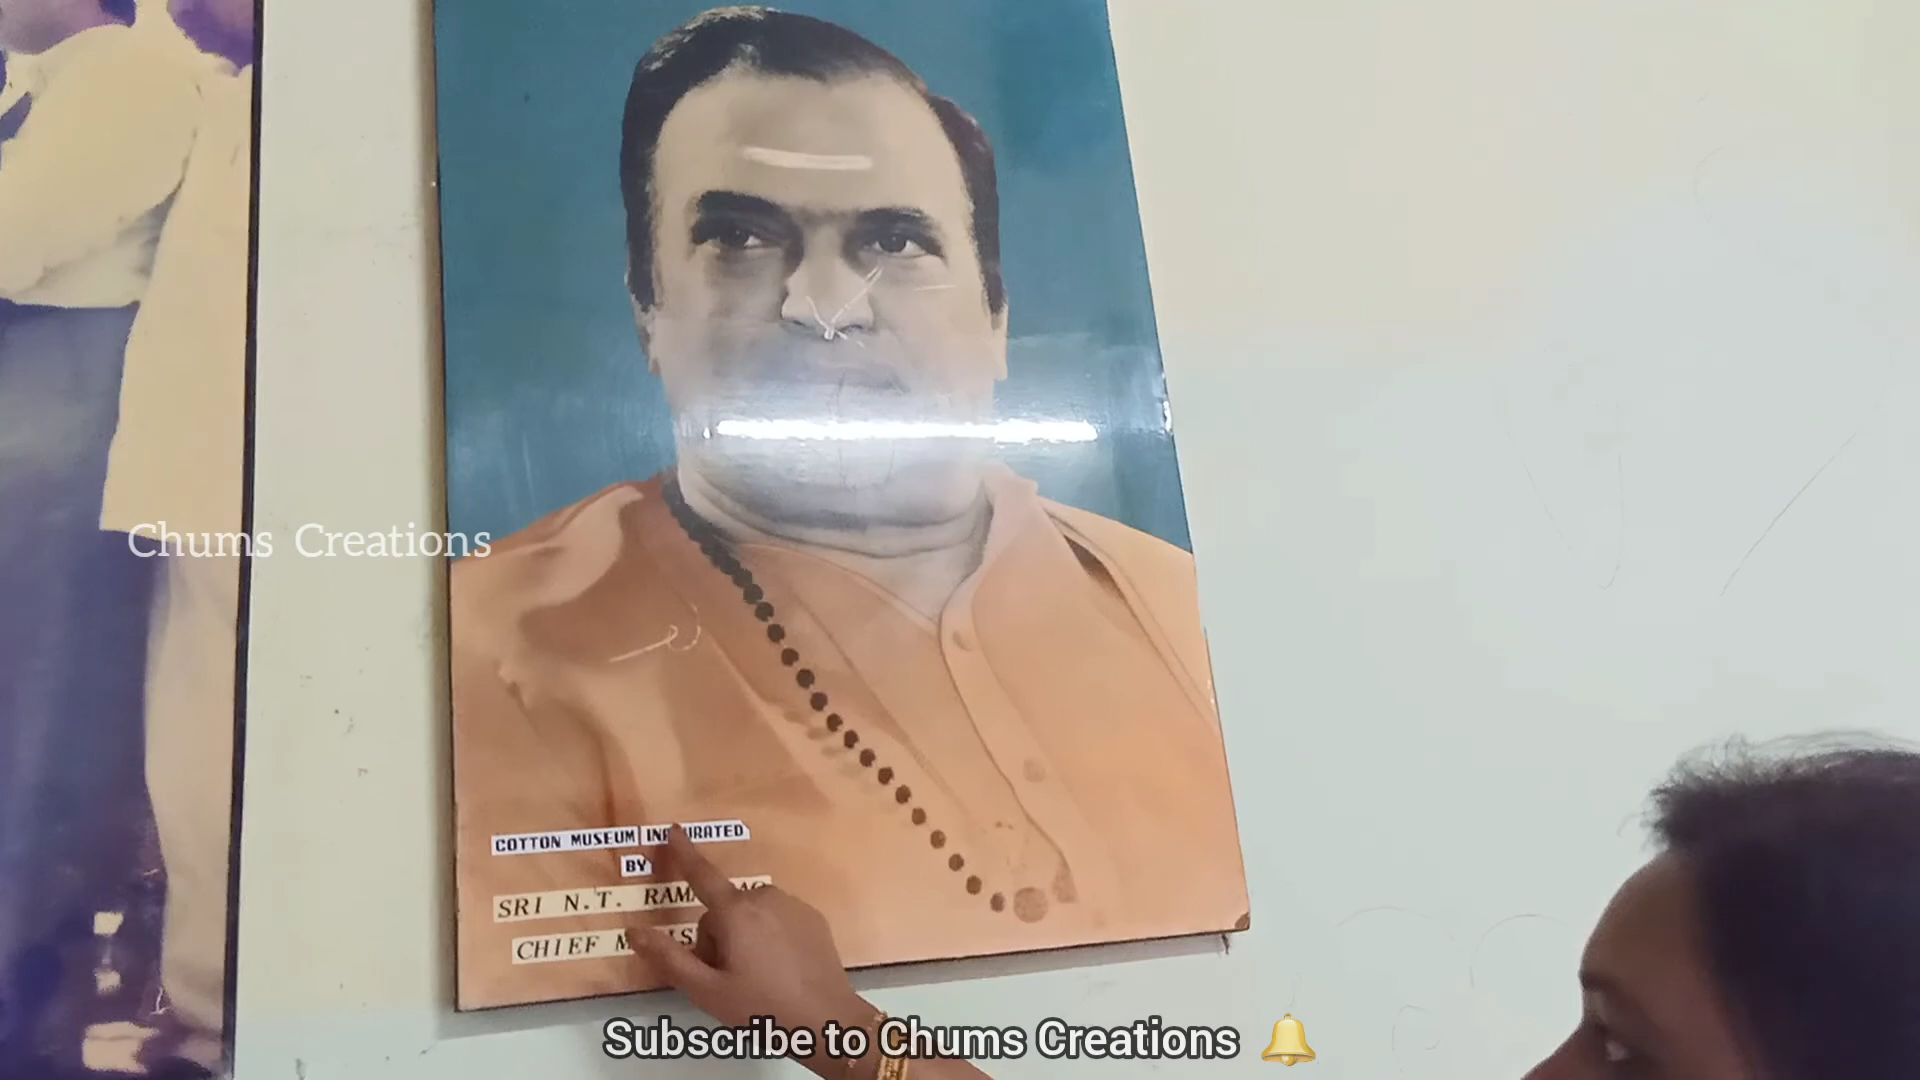 Chums Creations
COTTON MUSEUM
BY
SRI N.T.
CHIEF
Subscribe to Chums Creations